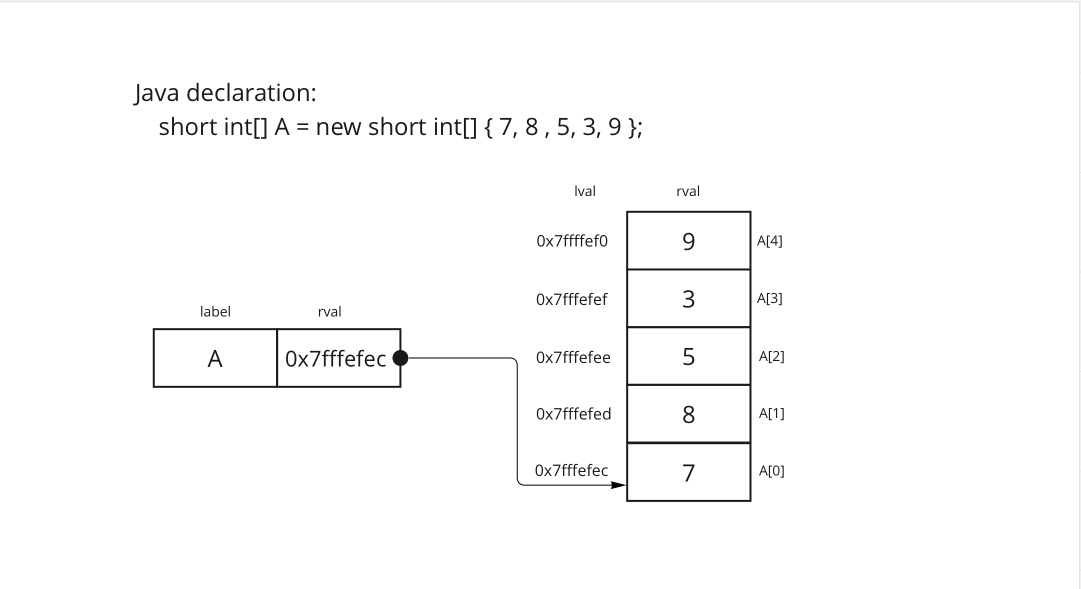 Java declaration:
short int[] A = new short int[] { 7, 8 , 5, 3, 9 };
lval rval
0x7ffffef0 9 A[4]
0x7fffefef 3 A[3]
label rval
0x7fffefee 5 A[2]
A 0x7fffefec
0x7fffefed 8 A[1]
0x7fffefec 7 A[0]